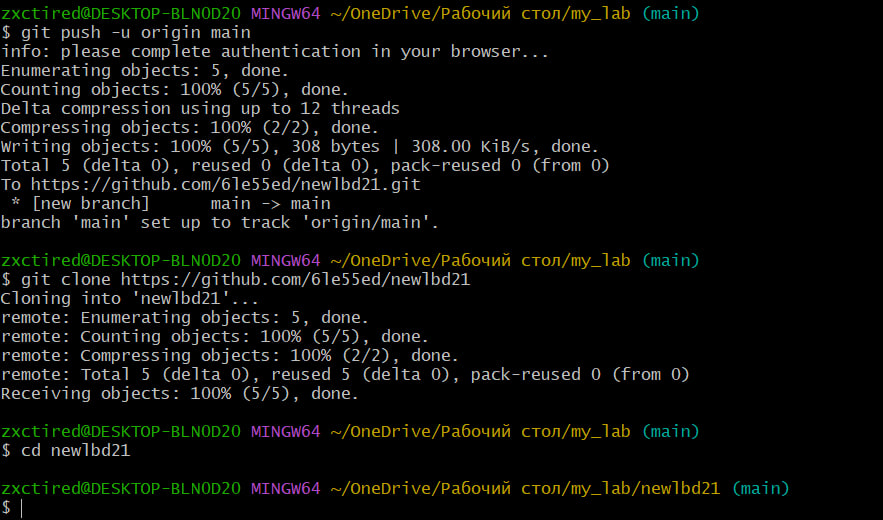 zxctired@DESKTOP-BLN0D20 MINGW64 ~/OneDrive/Рабочий стол/my_lab (main)
$ git push -u origin main
info: please complete authentication in your browser...
Enumerating objects: 5, done.
Counting objects: 100% (5/5), done.
Delta compression using up to 12 threads
Compressing objects: 100% (2/2), done.
Writing objects: 100% (5/5), 308 bytes | 308.00 KiB/s, done.
Total 5 (delta 0), reused 0 (delta 0), pack-reused 0 (from 0)
To https://github.com/6le55ed/newlbd21.git
 * [new branch]      main -> main
branch 'main' set up to track 'origin/main'.
zxctired@DESKTOP-BLN0D20 MINGW64 ~/OneDrive/Рабочий стол/my_lab (main)
$ git clone https://github.com/6le55ed/newlbd21
Cloning into 'newlbd21'...
remote: Enumerating objects: 5, done.
remote: Counting objects: 100% (5/5), done.
remote: Compressing objects: 100% (2/2), done.
remote: Total 5 (delta 0), reused 5 (delta 0), pack-reused 0 (from 0)
Receiving objects: 100% (5/5), done.
zxctired@DESKTOP-BLN0D20 MINGW64 ~/OneDrive/Рабочий стол/my_lab (main)
$ cd newlbd21
zxctired@DESKTOP-BLN0D20 MINGW64 ~/OneDrive/Рабочий стол/my_lab/newlbd21 (main)
$